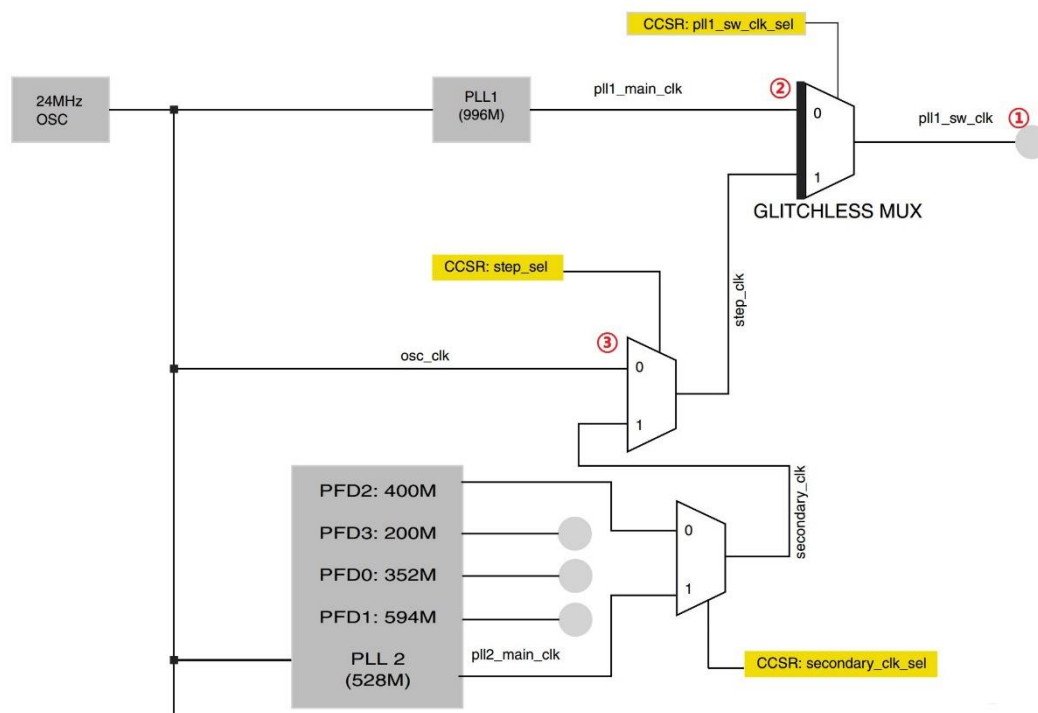 CCSR: pll1_sw_clk_sel
24MHz
OSC
PLL1
(996M)
pll1_main_clk
②
0
1
pll1_sw_clk
①
GLITCHLESS MUX
CCSR: step_sel
step_clk
osc_clk
③
0
1
PFD2: 400M
PFD3: 200M
PFD0: 352M
PFD1: 594M
PLL 2
(528M)
pll2_main_clk
0
1
secondary_clk
CCSR: secondary_clk_sel